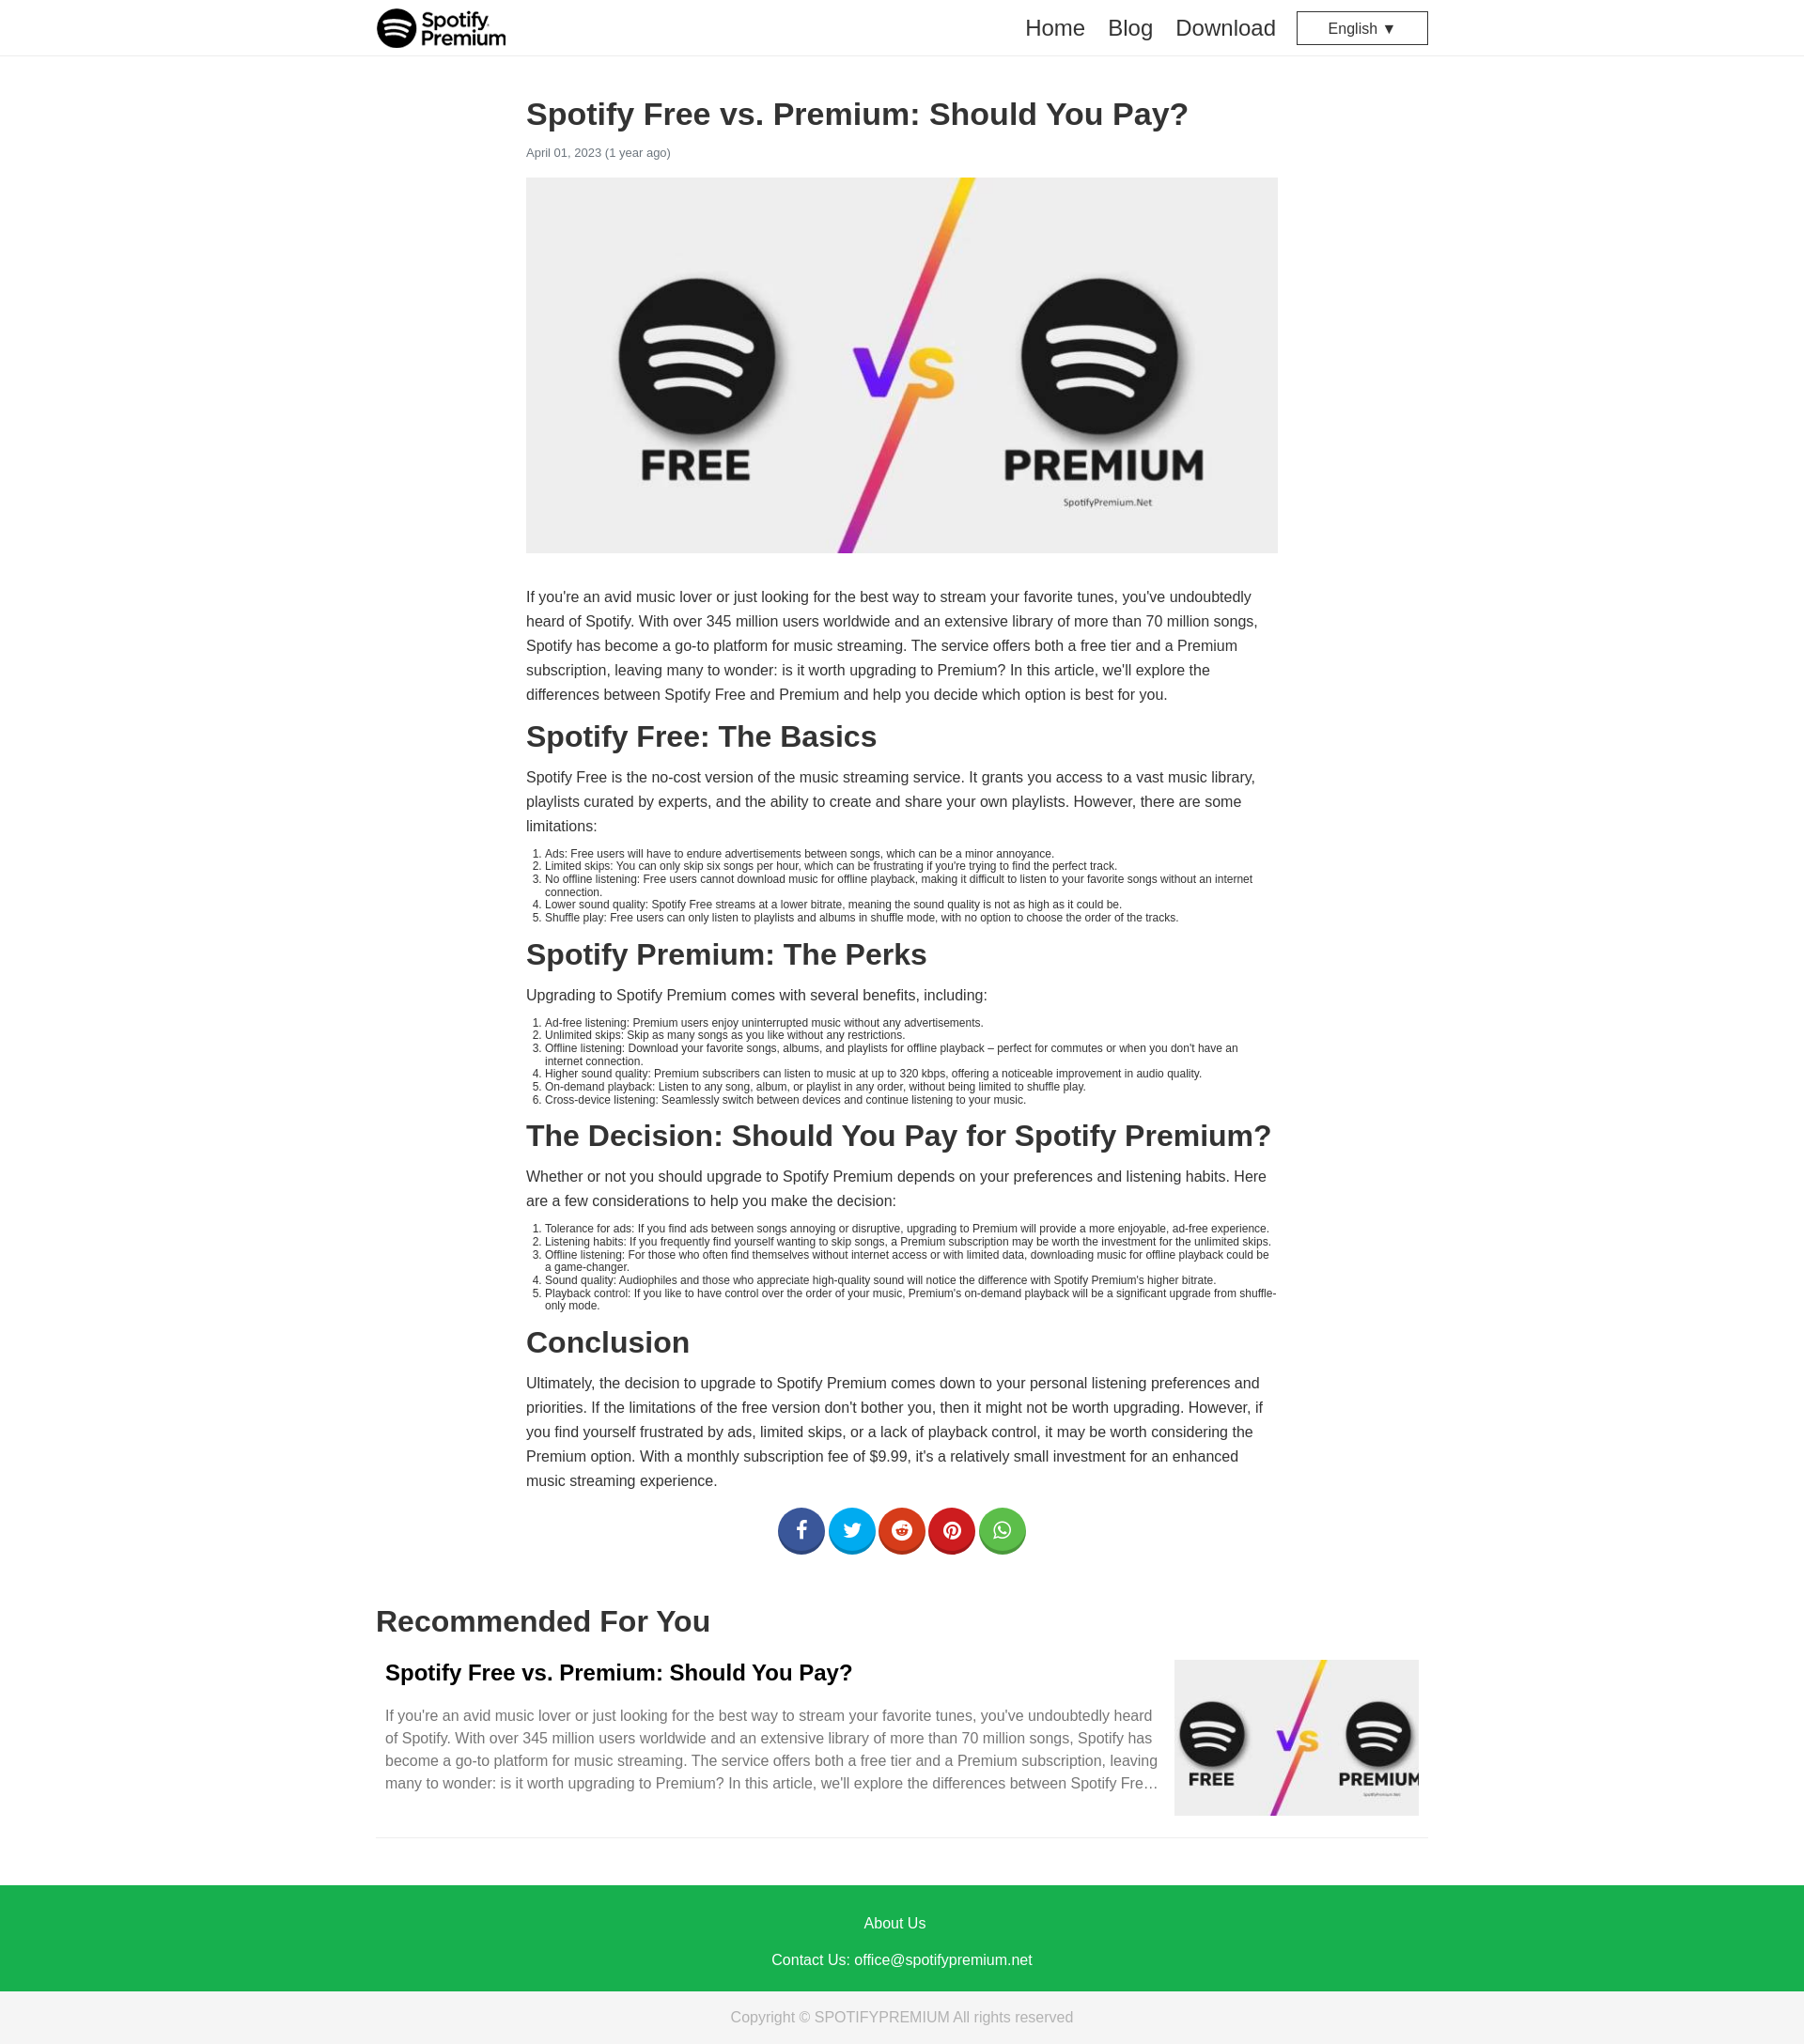 Spotify
Premium
Home Blog Download English ▼
Spotify Free vs. Premium: Should You Pay?
April 01, 2023 (1 year ago)
VS
FREE PREMIUM
SpotifyPremium.Net
If you're an avid music lover or just looking for the best way to stream your favorite tunes, you've undoubtedly
heard of Spotify. With over 345 million users worldwide and an extensive library of more than 70 million songs,
Spotify has become a go-to platform for music streaming. The service offers both a free tier and a Premium
subscription, leaving many to wonder: is it worth upgrading to Premium? In this article, we'll explore the
differences between Spotify Free and Premium and help you decide which option is best for you.
Spotify Free: The Basics
Spotify Free is the no-cost version of the music streaming service. It grants you access to a vast music library,
playlists curated by experts, and the ability to create and share your own playlists. However, there are some
limitations:
1. Ads: Free users will have to endure advertisements between songs, which can be a minor annoyance.
2. Limited skips: You can only skip six songs per hour, which can be frustrating if you're trying to find the perfect track.
3. No offline listening: Free users cannot download music for offline playback, making it difficult to listen to your favorite songs without an internet
connection.
4. Lower sound quality: Spotify Free streams at a lower bitrate, meaning the sound quality is not as high as it could be.
5. Shuffle play: Free users can only listen to playlists and albums in shuffle mode, with no option to choose the order of the tracks.
Spotify Premium: The Perks
Upgrading to Spotify Premium comes with several benefits, including:
1. Ad-free listening: Premium users enjoy uninterrupted music without any advertisements.
2. Unlimited skips: Skip as many songs as you like without any restrictions.
3. Offline listening: Download your favorite songs, albums, and playlists for offline playback – perfect for commutes or when you don't have an
internet connection.
4. Higher sound quality: Premium subscribers can listen to music at up to 320 kbps, offering a noticeable improvement in audio quality.
5. On-demand playback: Listen to any song, album, or playlist in any order, without being limited to shuffle play.
6. Cross-device listening: Seamlessly switch between devices and continue listening to your music.
The Decision: Should You Pay for Spotify Premium?
Whether or not you should upgrade to Spotify Premium depends on your preferences and listening habits. Here
are a few considerations to help you make the decision:
1. Tolerance for ads: If you find ads between songs annoying or disruptive, upgrading to Premium will provide a more enjoyable, ad-free experience.
2. Listening habits: If you frequently find yourself wanting to skip songs, a Premium subscription may be worth the investment for the unlimited skips.
3. Offline listening: For those who often find themselves without internet access or with limited data, downloading music for offline playback could be
a game-changer.
4. Sound quality: Audiophiles and those who appreciate high-quality sound will notice the difference with Spotify Premium's higher bitrate.
5. Playback control: If you like to have control over the order of your music, Premium's on-demand playback will be a significant upgrade from shuffle-
only mode.
Conclusion
Ultimately, the decision to upgrade to Spotify Premium comes down to your personal listening preferences and
priorities. If the limitations of the free version don't bother you, then it might not be worth upgrading. However, if
you find yourself frustrated by ads, limited skips, or a lack of playback control, it may be worth considering the
Premium option. With a monthly subscription fee of $9.99, it's a relatively small investment for an enhanced
music streaming experience.
Recommended For You
Spotify Free vs. Premium: Should You Pay?
If you're an avid music lover or just looking for the best way to stream your favorite tunes, you've undoubtedly heard
of Spotify. With over 345 million users worldwide and an extensive library of more than 70 million songs, Spotify has
become a go-to platform for music streaming. The service offers both a free tier and a Premium subscription, leaving
many to wonder: is it worth upgrading to Premium? In this article, we'll explore the differences between Spotify Fre…
VS
FREE PREMIUM
SpotifyPremium.Net
About Us
Contact Us: office@spotifypremium.net
Copyright © SPOTIFYPREMIUM All rights reserved